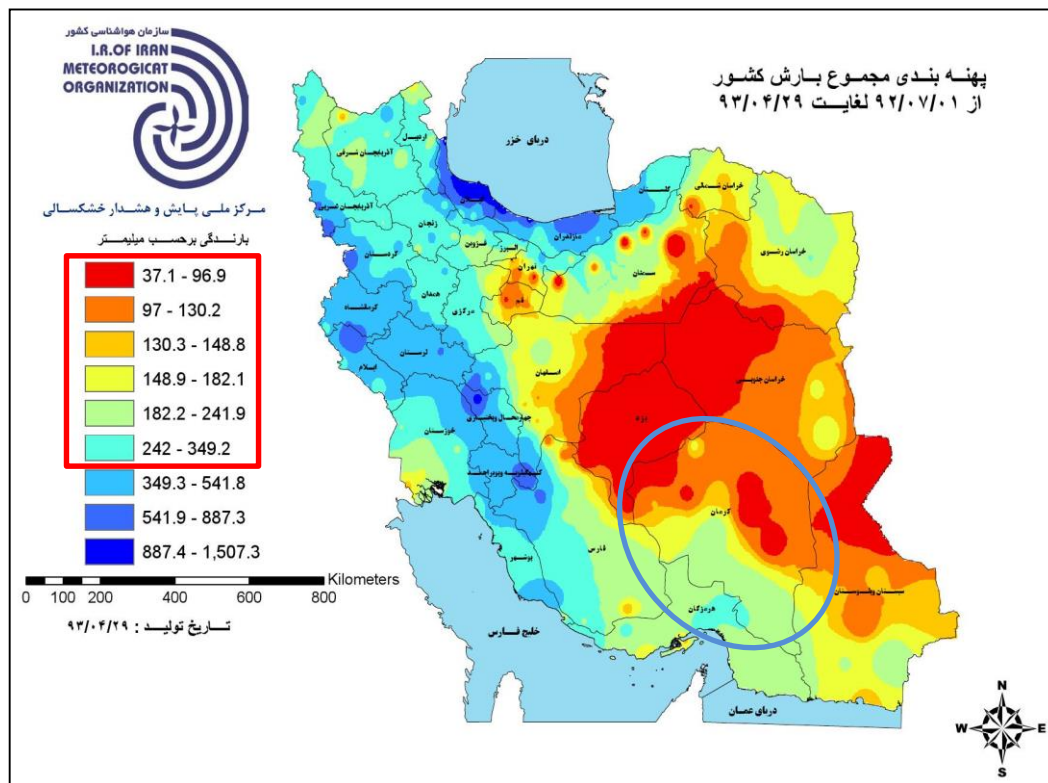 سازمان هواشناسی کشور
I.R.OF IRAN
METEOROGICAT
ORGANIZATION
مرکز ملی پایش و هشدار خشکسالی
پهنه بندی مجموع بارش کشور
از ۹۲/۰۷/۰۱ لغایت ۹۳/۰۴/۲۹
بارندگی برحسب میلیمتر
37.1 - 96.9
97 - 130.2
130.3 - 148.8
148.9 - 182.1
182.2 - 241.9
242 - 349.2
349.3 - 541.8
541.9 - 887.3
887.4 - 1,507.3
Kilometers
0 100 200 400 600 800
تاریخ تولید : ۹۳/۰۴/۲۹
دریای خزر
اردبیل
آذربایجان شرقی
آذربایجان غربی
گیلان
زنجان
مازندران
گلستان
خراسان شمالی
خراسان رضوی
کردستان
قزوین
البرز
تهران
سمنان
همدان
مرکزی
قم
کرمانشاه
لرستان
ایلام
اصفهان
خراسان جنوبی
یزد
چهارمحال وبختیاری
خوزستان
کهگیلویه وبویراحمد
کرمان
فارس
بوشهر
سیستان وبلوچستان
هرمزگان
خلیج فارس
دریای عمان
N
W E
S